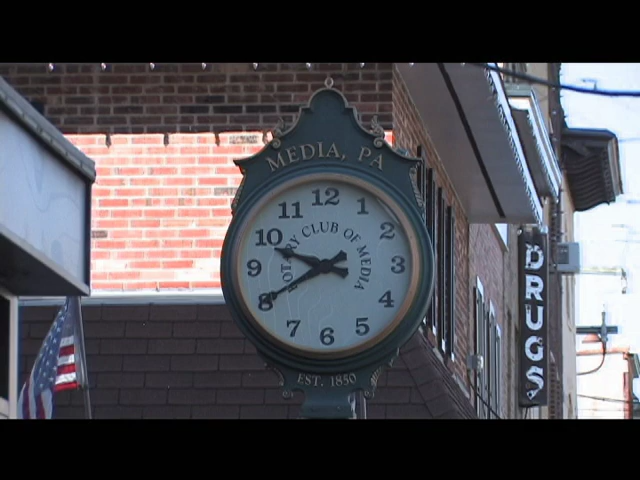 MEDIA, PA
12
11 1
10 2
ROTARY CLUB OF MEDIA
9 3
8 4
7 5
6
EST. 1850
DRUGS